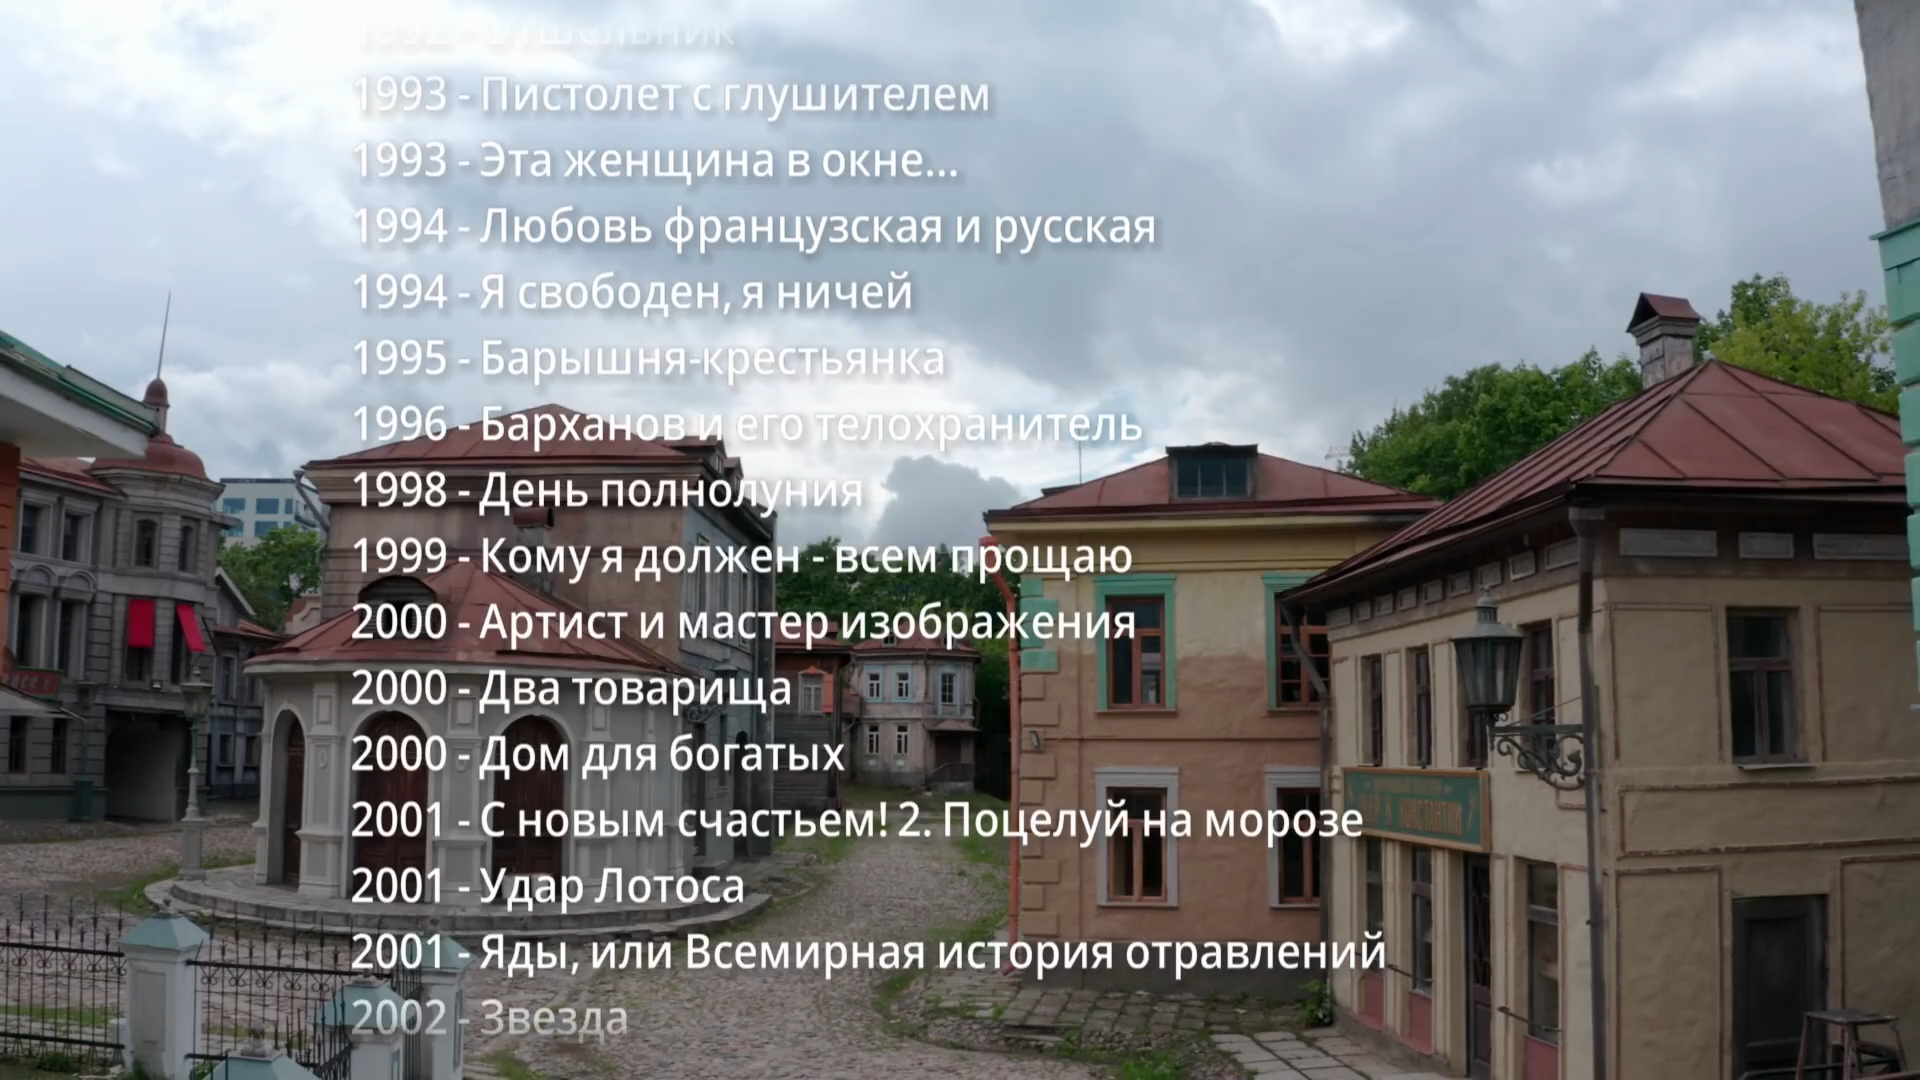 1992 - Отшельник
1993 - Пистолет с глушителем
1993 - Эта женщина в окне...
1994 - Любовь французская и русская
1994 - Я свободен, я ничей
1995 - Барышня-крестьянка
1996 - Барханов и его телохранитель
1998 - День полнолуния
1999 - Кому я должен - всем прощаю
2000 - Артист и мастер изображения
2000 - Два товарища
2000 - Дом для богатых
2001 - С новым счастьем! 2. Поцелуй на морозе
2001 - Удар Лотоса
2001 - Яды, или Всемирная история отравлений
2002 - Звезда
И КОНСТАНТИН